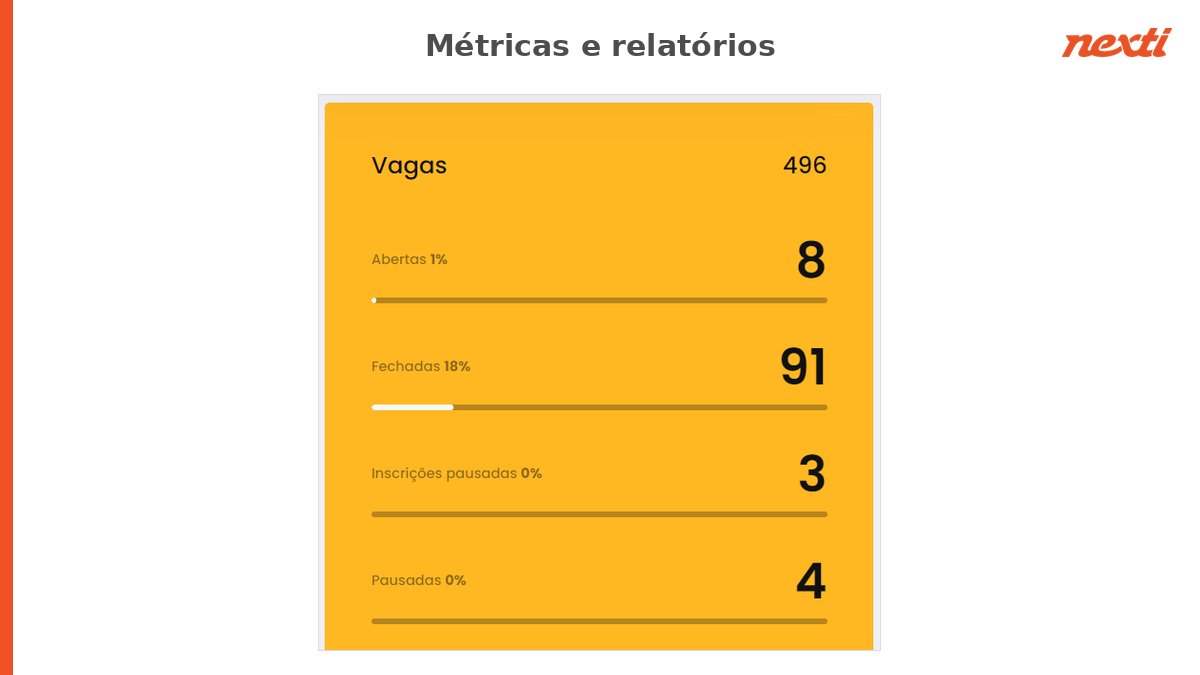 Métricas e relatórios
nexti
Vagas 496
Abertas 1% 8
Fechadas 18% 91
Inscrições pausadas 0% 3
Pausadas 0% 4